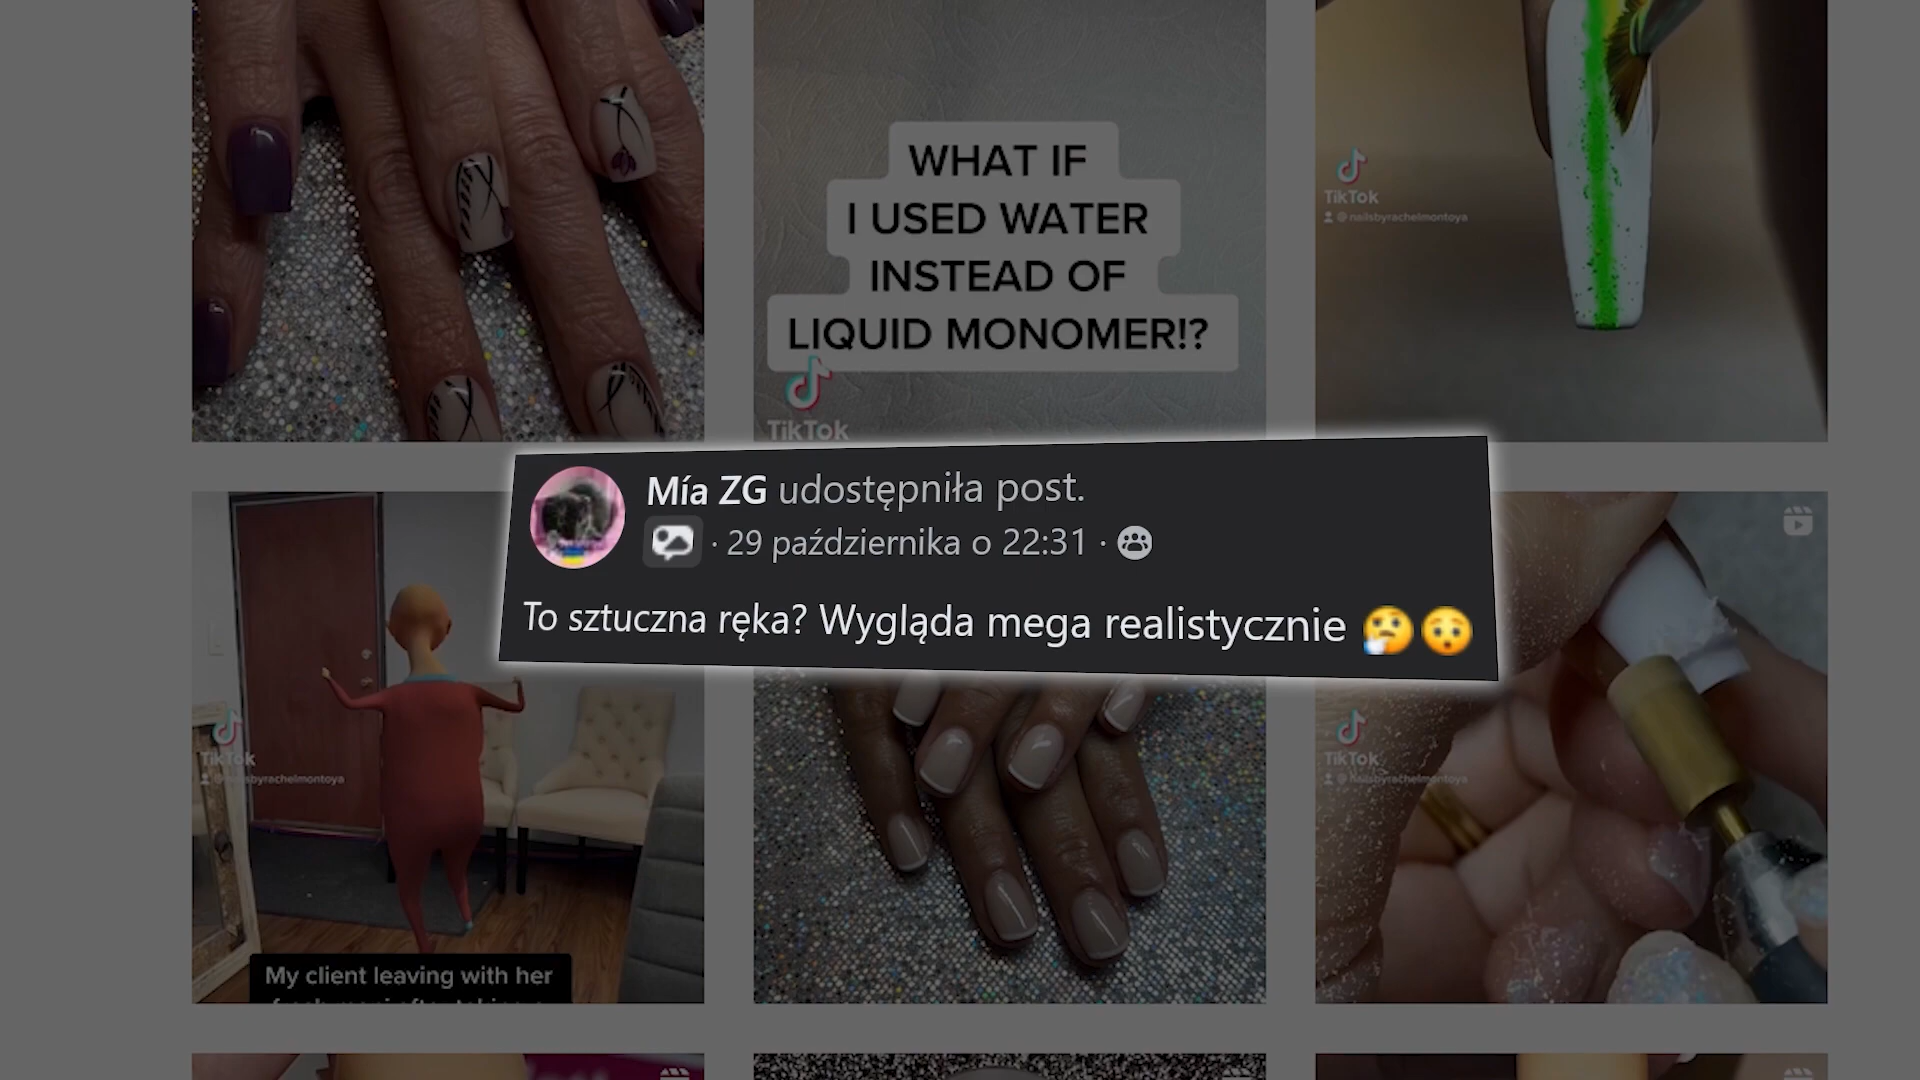 WHAT IF
I USED WATER
INSTEAD OF
LIQUID MONOMER!?
TikTok
TikTok
@nailsbyrachelmontoya
Mía ZG udostępniła post.
· 29 października o 22:31 ·
To sztuczna ręka? Wygląda mega realistycznie 🤔😯
TikTok
@nailsbyrachelmontoya
My client leaving with her
TikTok
@nailsbyrachelmontoya